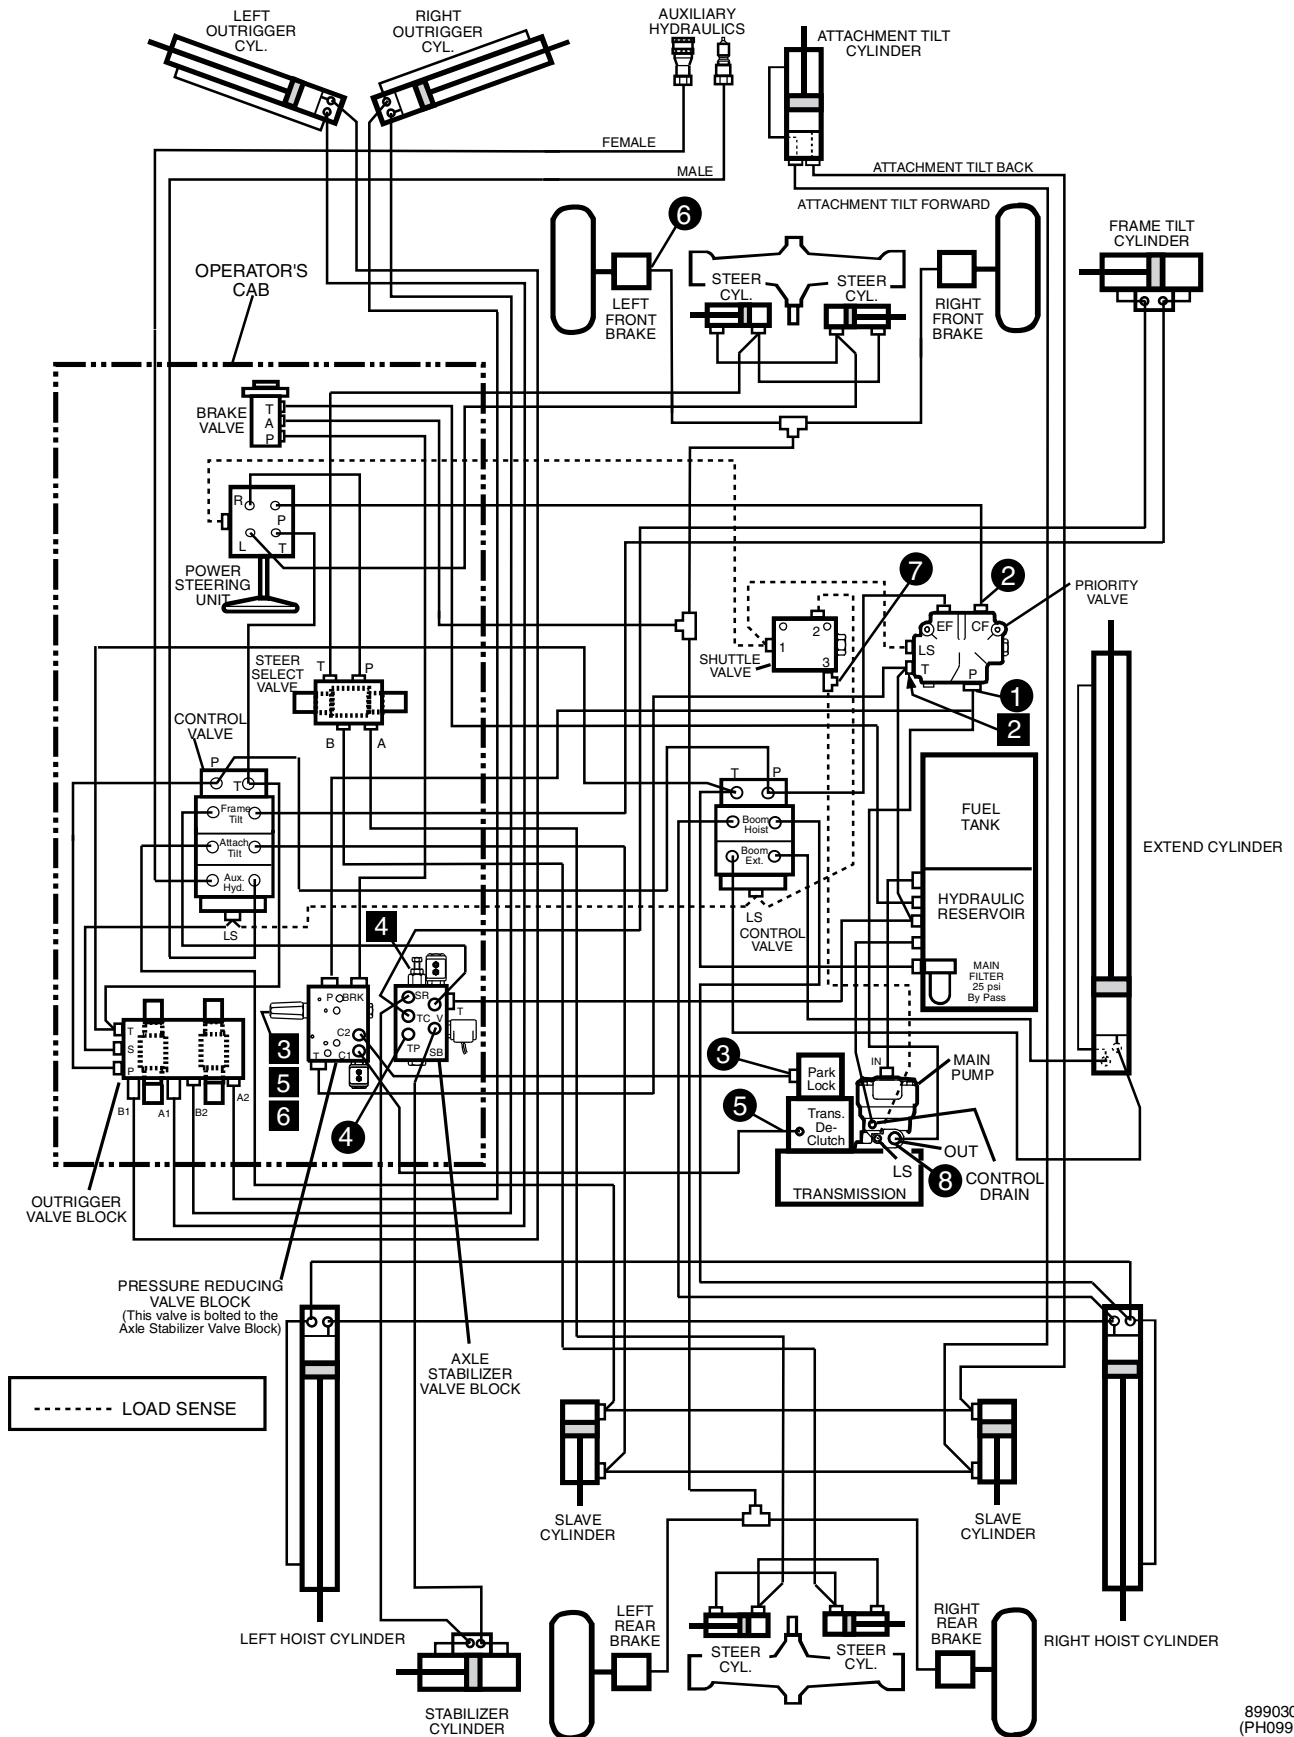 LEFT
OUTRIGGER
CYL.
RIGHT
OUTRIGGER
CYL.
AUXILIARY
HYDRAULICS
ATTACHMENT TILT
CYLINDER
FEMALE
MALE
ATTACHMENT TILT BACK
ATTACHMENT TILT FORWARD
6
FRAME TILT
CYLINDER
OPERATOR'S
CAB
LEFT
FRONT
BRAKE
STEER
CYL.
STEER
CYL.
RIGHT
FRONT
BRAKE
BRAKE
VALVE
T
A
P
R
P
L
T
POWER
STEERING
UNIT
7
2
PRIORITY
VALVE
EF
CF
LS
T
P
1
2
3
SHUTTLE
VALVE
1
2
STEER
SELECT
VALVE
T
P
B
A
CONTROL
VALVE
P
T
Frame
Tilt
Attach
Tilt
Aux.
Hyd.
LS
T
P
Boom
Hoist
Boom
Ext.
LS
CONTROL
VALVE
FUEL
TANK
HYDRAULIC
RESERVOIR
MAIN
FILTER
25 psi
By Pass
EXTEND CYLINDER
4
P
BRK
C2
C1
T
SR
TC
V
TP
SB
T
3
5
6
4
T
S
P
B1
A1
B2
A2
3
Park
Lock
5
Trans.
De-
Clutch
IN
MAIN
PUMP
OUT
LS
8
CONTROL
DRAIN
TRANSMISSION
OUTRIGGER
VALVE BLOCK
PRESSURE REDUCING
VALVE BLOCK
(This valve is bolted to the
Axle Stabilizer Valve Block)
AXLE
STABILIZER
VALVE BLOCK
LOAD SENSE
SLAVE
CYLINDER
SLAVE
CYLINDER
LEFT HOIST CYLINDER
RIGHT HOIST CYLINDER
LEFT
REAR
BRAKE
STEER
CYL.
STEER
CYL.
RIGHT
REAR
BRAKE
STABILIZER
CYLINDER
899030
(PH099